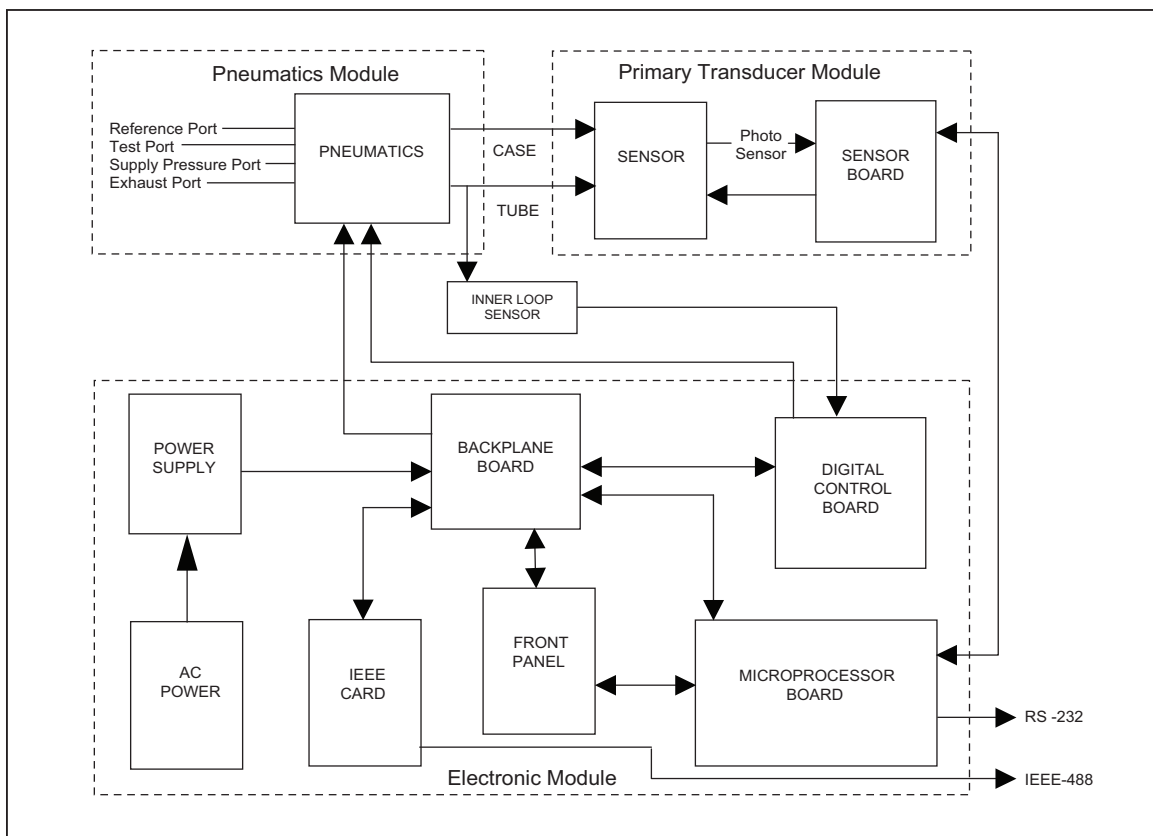 Pneumatics Module
Reference Port
Test Port
Supply Pressure Port
Exhaust Port
PNEUMATICS
CASE
TUBE
Primary Transducer Module
SENSOR
Photo
Sensor
SENSOR
BOARD
INNER LOOP
SENSOR
POWER
SUPPLY
BACKPLANE
BOARD
DIGITAL
CONTROL
BOARD
AC
POWER
IEEE
CARD
FRONT
PANEL
MICROPROCESSOR
BOARD
RS -232
IEEE-488
Electronic Module